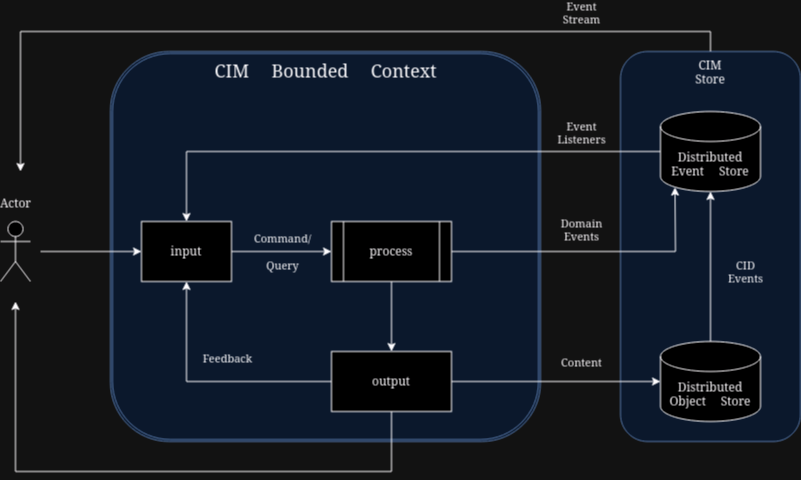 Event
Stream
CIM Bounded Context
CIM
Store
Event
Listeners
Distributed
Event Store
Actor
input
Command/
Query
process
Domain
Events
CID
Events
Feedback
output
Content
Distributed
Object Store